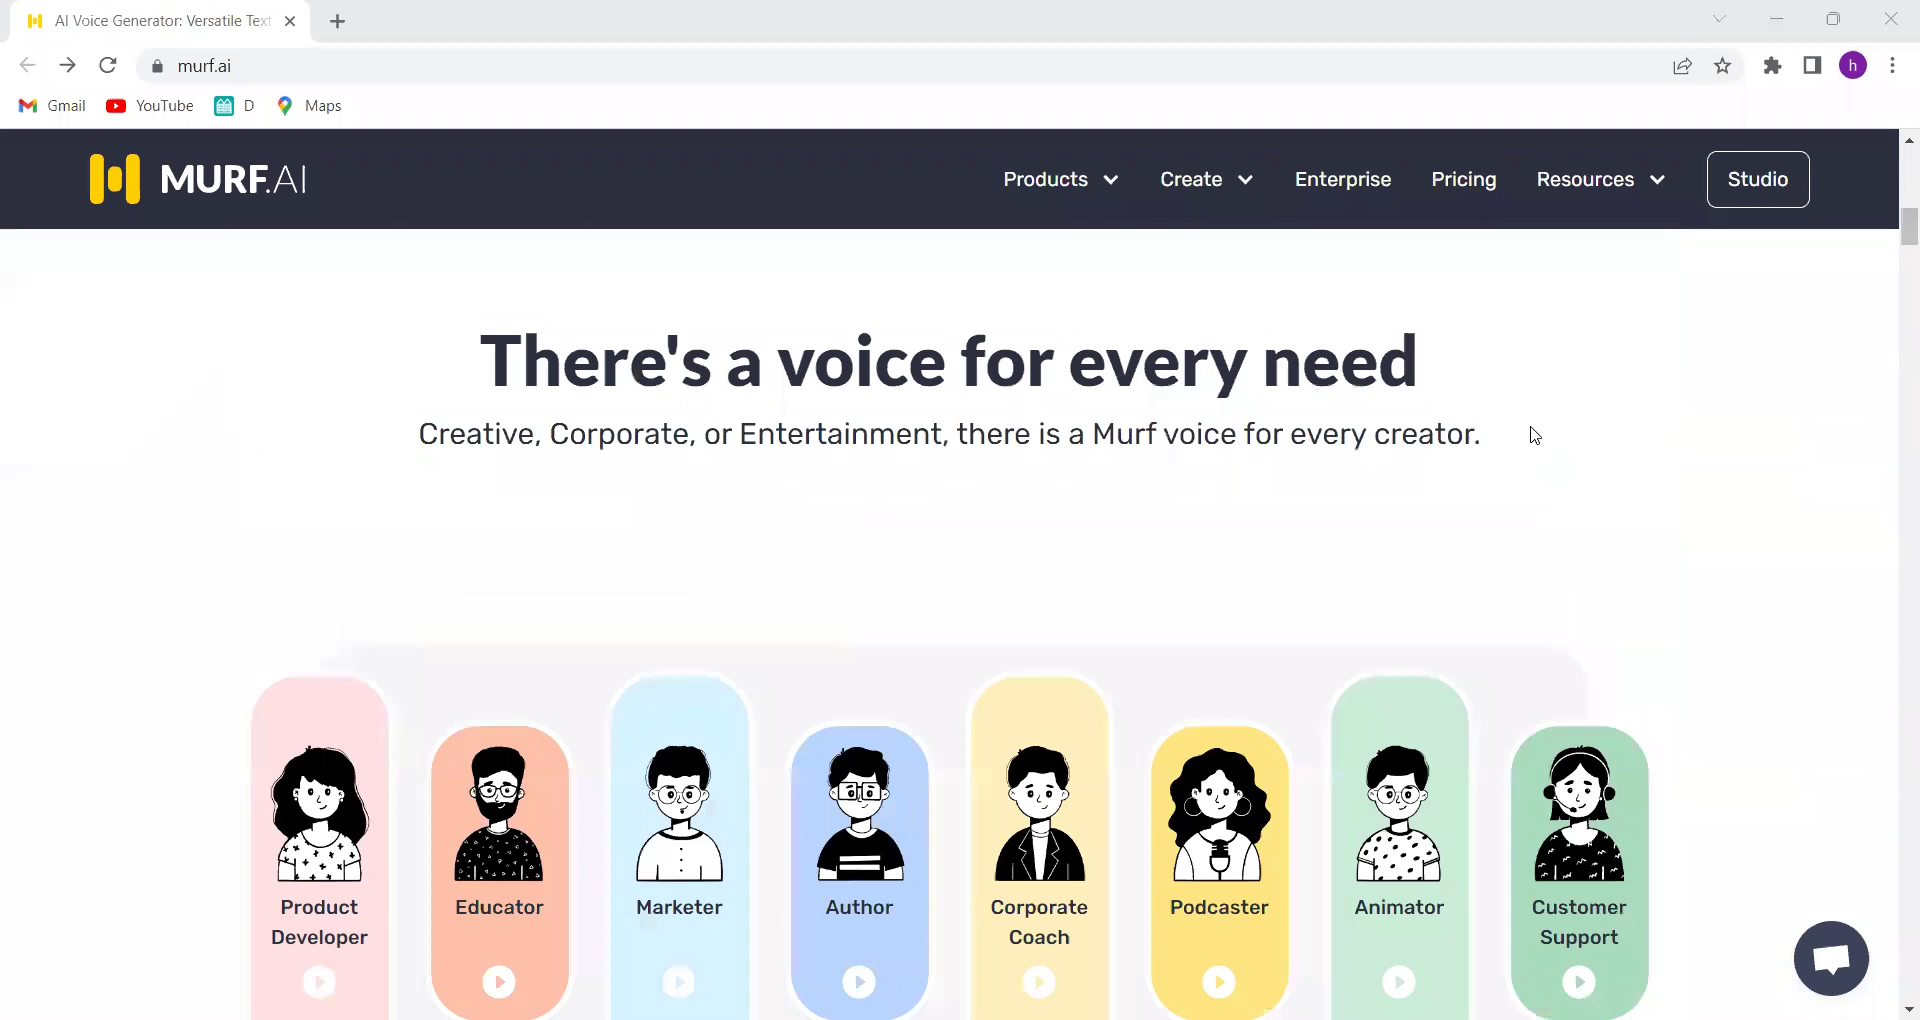 AI Voice Generator: Versatile Text
murf.ai
h
Gmail YouTube D Maps
MURF.AI Products Create Enterprise Pricing Resources Studio
There's a voice for every need
Creative, Corporate, or Entertainment, there is a Murf voice for every creator.
Product Developer
Educator
Marketer
Author
Corporate Coach
Podcaster
Animator
Customer Support